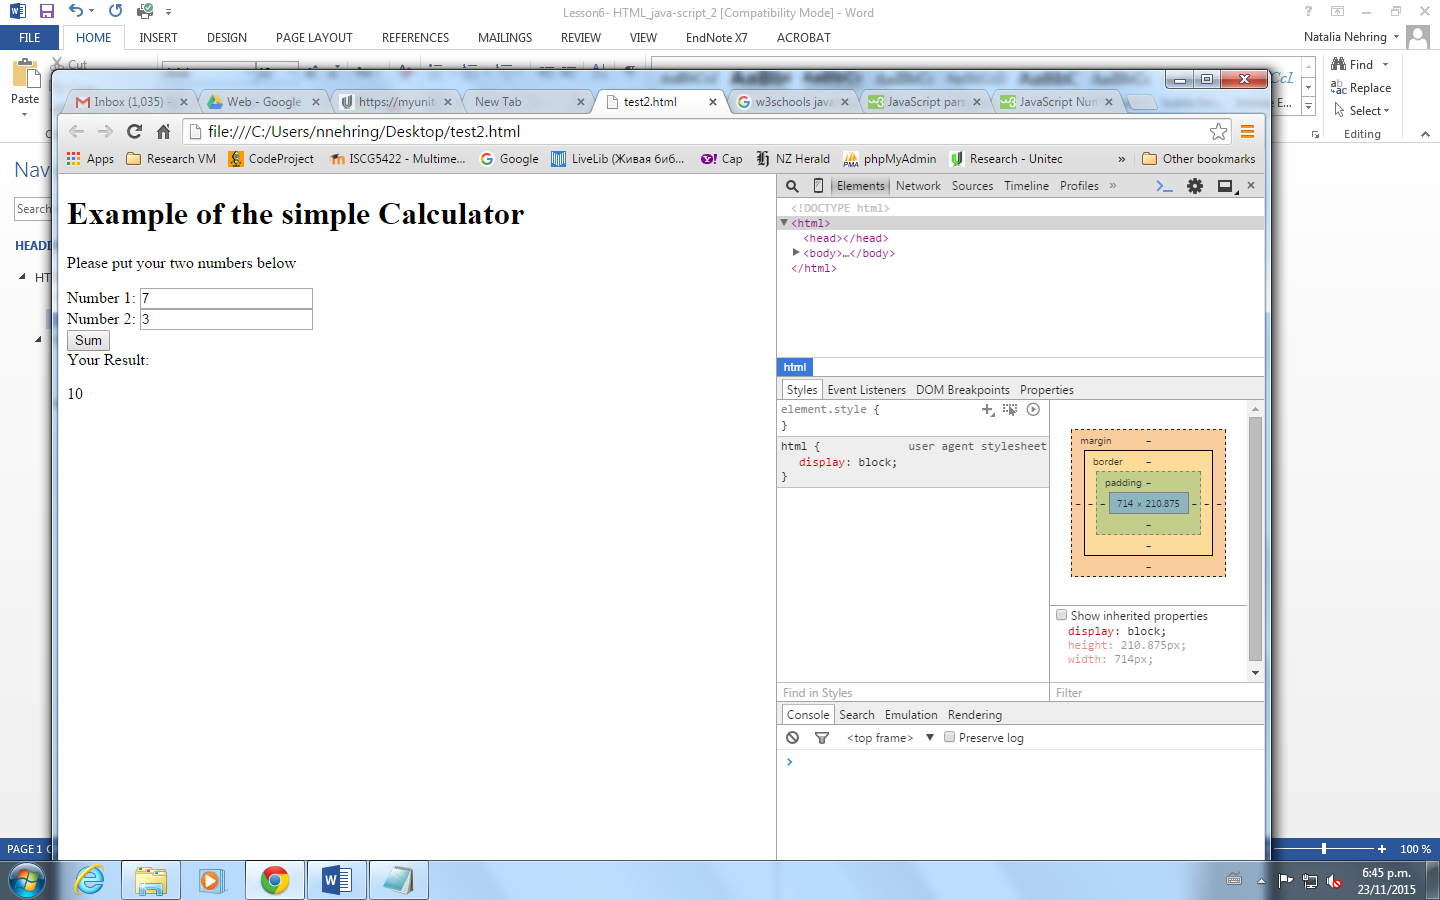 Lesson6- HTML_java-script_2 [Compatibility Mode] - Word
FILE HOME INSERT DESIGN PAGE LAYOUT REFERENCES MAILINGS REVIEW VIEW EndNote X7 ACROBAT Natalia Nehring
Cut
Paste
Find
Replace
Select
Editing
Inbox (1,035) - Web - Google https://myunit New Tab test2.html w3schools java JavaScript pars JavaScript Num
file:///C:/Users/nnehring/Desktop/test2.html
Apps Research VM CodeProject ISCG5422 - Multime... Google LiveLib (Живая биб... Cap NZ Herald phpMyAdmin Research - Unitec » Other bookmarks
Nav
Search
HEADI
HT
Example of the simple Calculator
Please put your two numbers below
Number 1: 7
Number 2: 3
Sum
Your Result:
10
Elements Network Sources Timeline Profiles »
<!DOCTYPE html>
<html>
<head></head>
<body>…</body>
</html>
html
Styles Event Listeners DOM Breakpoints Properties
element.style {
}
html { user agent stylesheet
display: block;
}
margin –
border –
padding –
– – – 714 × 210.875 – – –
–
–
–
Show inherited properties
display: block;
height: 210.875px;
width: 714px;
Find in Styles Filter
Console Search Emulation Rendering
<top frame> Preserve log
PAGE 1 100 %
6:45 p.m.
23/11/2015